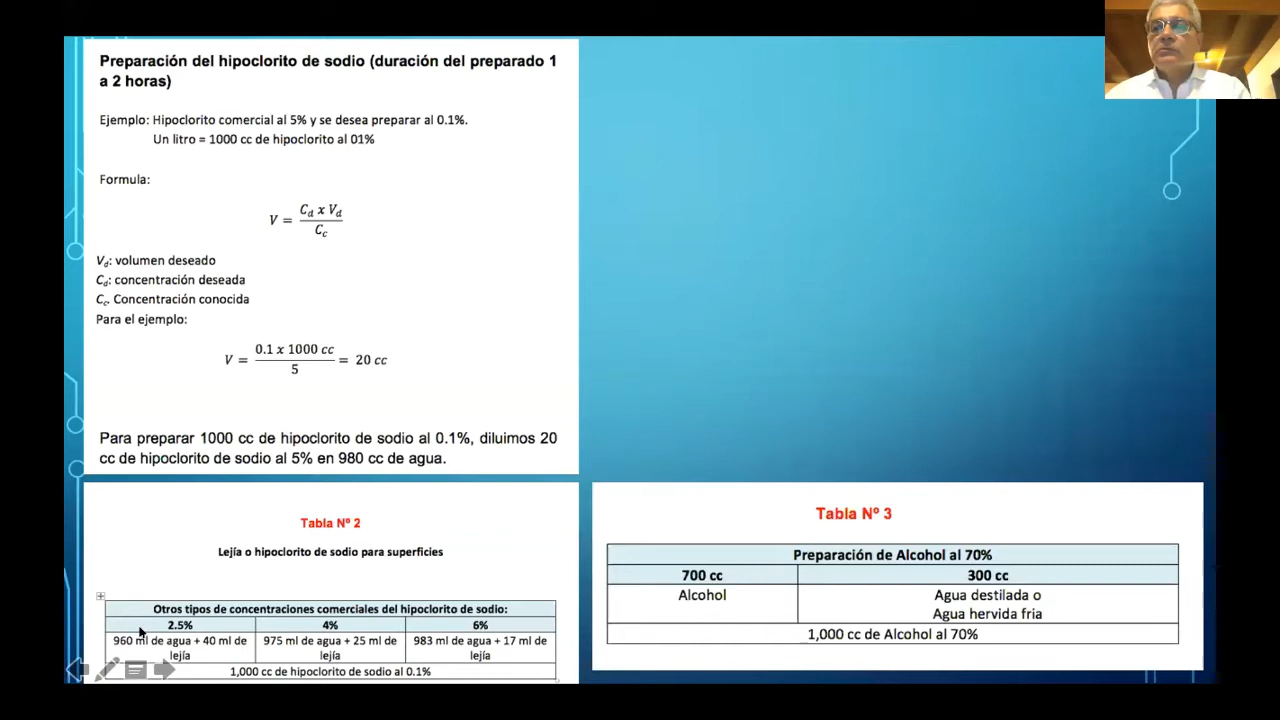 Preparación del hipoclorito de sodio (duración del preparado 1
a 2 horas)
Ejemplo: Hipoclorito comercial al 5% y se desea preparar al 0.1%.
Un litro = 1000 cc de hipoclorito al 01%
Formula:
V = C_d x V_d / C_c
V_d: volumen deseado
C_d: concentración deseada
C_c. Concentración conocida
Para el ejemplo:
V = 0.1 x 1000 cc / 5 = 20 cc
Para preparar 1000 cc de hipoclorito de sodio al 0.1%, diluimos 20
cc de hipoclorito de sodio al 5% en 980 cc de agua.
Tabla Nº 2
Lejía o hipoclorito de sodio para superficies
Otros tipos de concentraciones comerciales del hipoclorito de sodio:
2.5% 4% 6%
960 ml de agua + 40 ml de 975 ml de agua + 25 ml de 983 ml de agua + 17 ml de
lejía lejía lejía
1,000 cc de hipoclorito de sodio al 0.1%
Tabla Nº 3
Preparación de Alcohol al 70%
700 cc 300 cc
Alcohol Agua destilada o
Agua hervida fria
1,000 cc de Alcohol al 70%